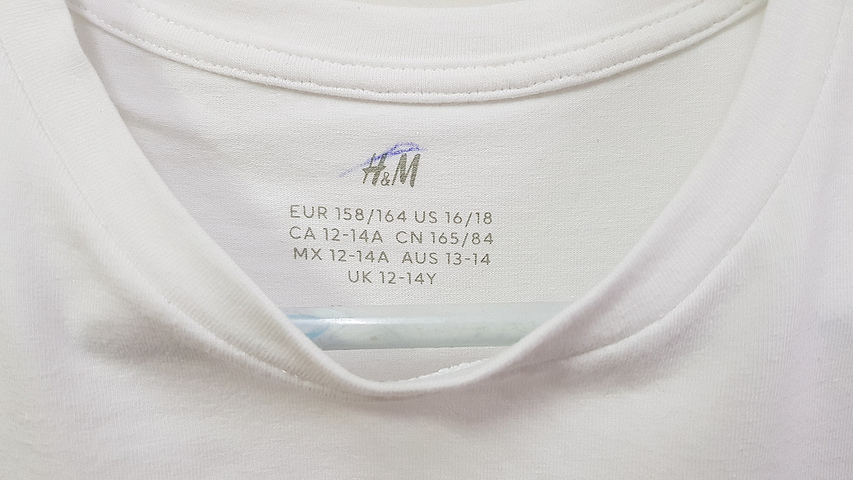 H&M
EUR 158/164 US 16/18
CA 12-14A CN 165/84
MX 12-14A AUS 13-14
UK 12-14Y